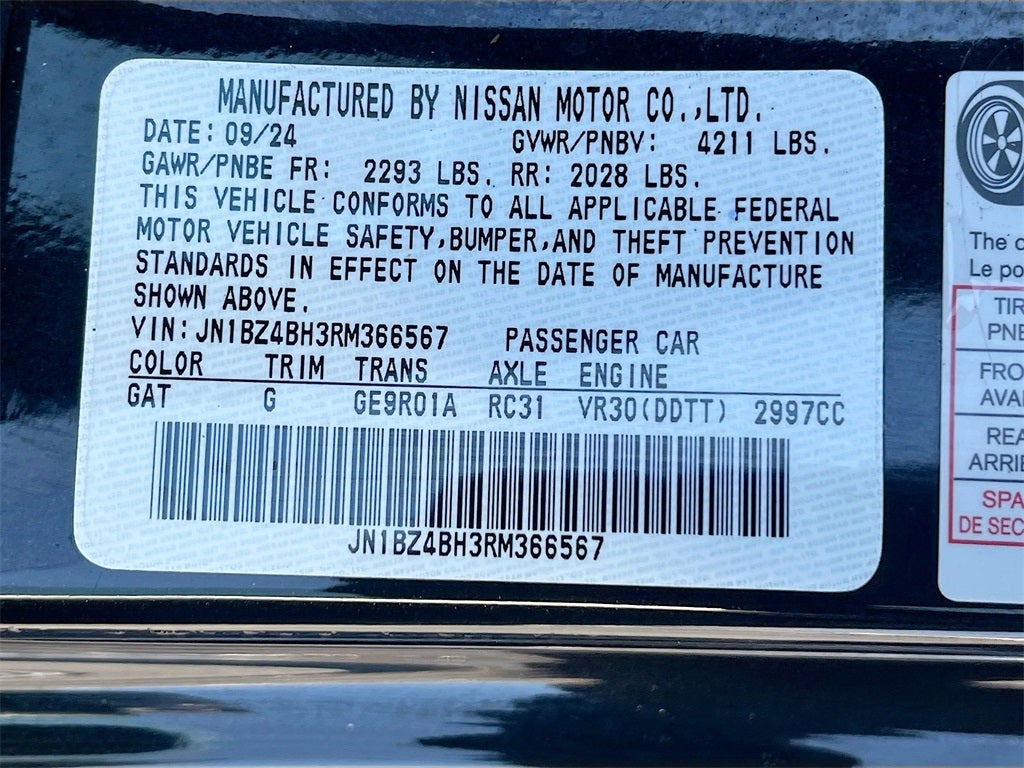 MANUFACTURED BY NISSAN MOTOR CO.,LTD.
DATE: 09/24 GVWR/PNBV: 4211 LBS.
GAWR/PNBE FR: 2293 LBS. RR: 2028 LBS.
THIS VEHICLE CONFORMS TO ALL APPLICABLE FEDERAL
MOTOR VEHICLE SAFETY,BUMPER,AND THEFT PREVENTION
STANDARDS IN EFFECT ON THE DATE OF MANUFACTURE
SHOWN ABOVE.
VIN:JN1BZ4BH3RM366567 PASSENGER CAR
COLOR TRIM TRANS AXLE ENGINE
GAT G GE9R01A RC31 VR30(DDTT) 2997CC
JN1BZ4BH3RM366567
The
Le
DE